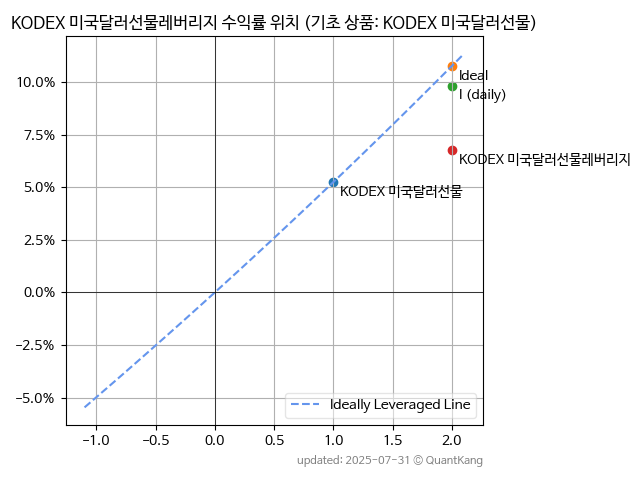 KODEX 미국달러선물레버리지 수익률 위치 (기초 상품: KODEX 미국달러선물)
10.0%
7.5%
5.0%
2.5%
0.0%
−2.5%
−5.0%
Ideal
I (daily)
KODEX 미국달러선물레버리지
KODEX 미국달러선물
Ideally Leveraged Line
−1.0 −0.5 0.0 0.5 1.0 1.5 2.0
updated: 2025-07-31 © QuantKang